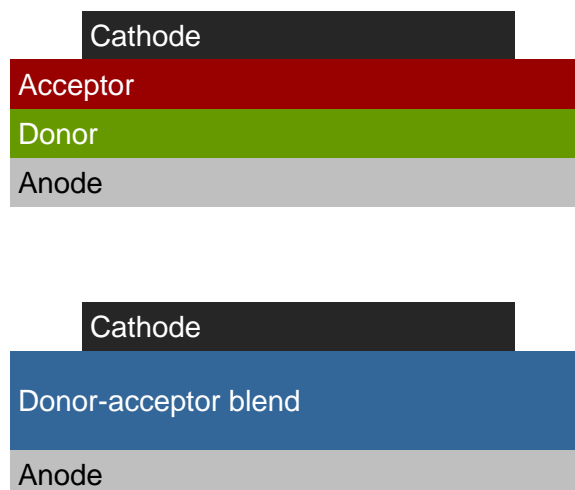 Cathode
Acceptor
Donor
Anode
Cathode
Donor-acceptor blend
Anode